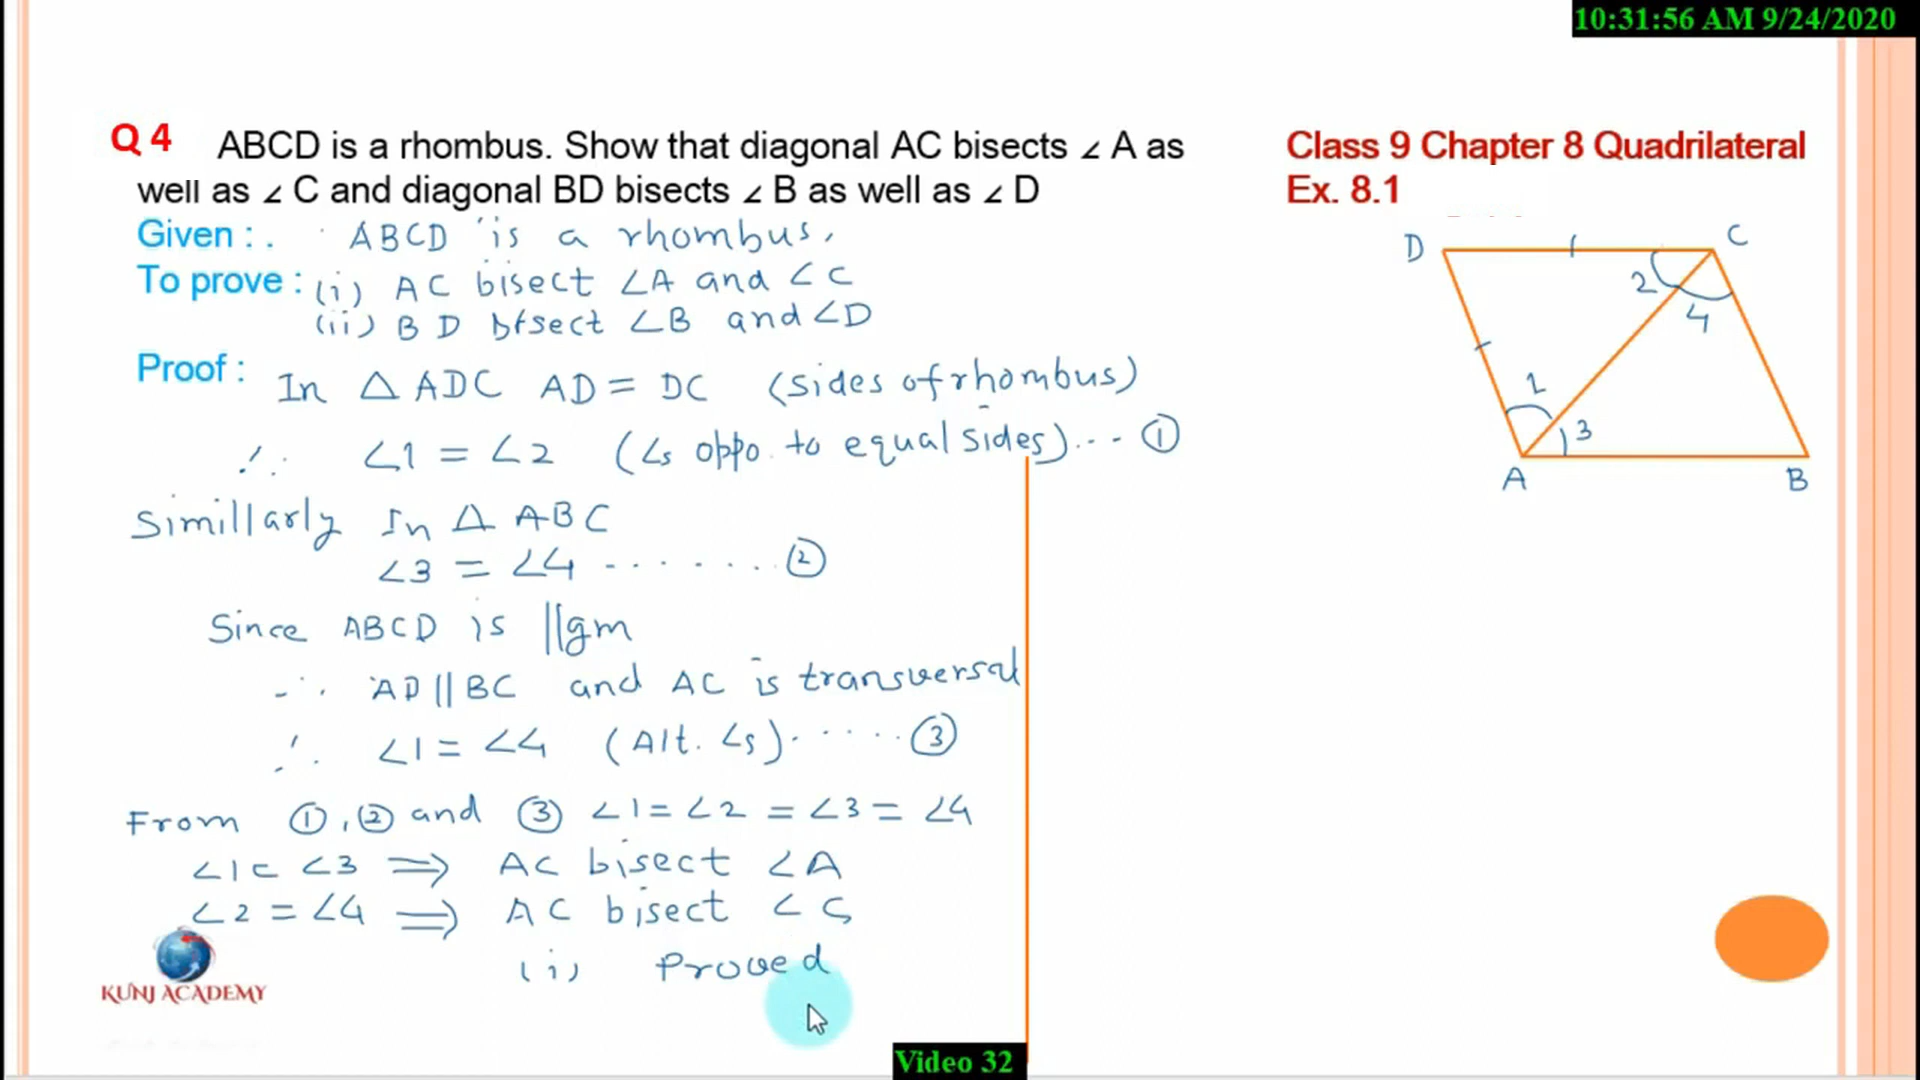 10:31:56 AM 9/24/2020
Q 4 ABCD is a rhombus. Show that diagonal AC bisects ∠ A as
well as ∠ C and diagonal BD bisects ∠ B as well as ∠ D
Class 9 Chapter 8 Quadrilateral
Ex. 8.1
Given : . ABCD is a rhombus.
To prove : (i) AC bisect ∠A and ∠C
(ii) BD bisect ∠B and ∠D
Proof : In △ ADC AD = DC (sides of rhombus)
∴ ∠1 = ∠2 (∠s oppo. to equal sides)... ①
Simillarly In △ ABC
∠3 = ∠4 ........ ②
Since ABCD is ||gm
∴ AD || BC and AC is transversal
∴ ∠1 = ∠4 (Alt. ∠s)...... ③
From ①, ② and ③ ∠1 = ∠2 = ∠3 = ∠4
∠1 = ∠3 ⟹ AC bisect ∠A
∠2 = ∠4 ⟹ AC bisect ∠C
(i) Proved
D
C
2
4
1
3
A
B
KUNJ ACADEMY
Video 32